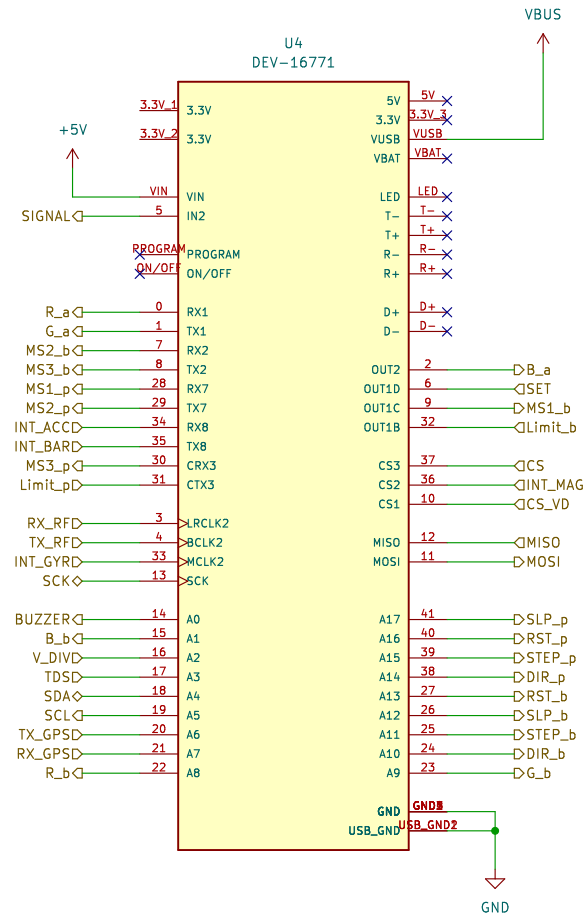 VBUS
U4
DEV-16771
+5V
3.3V_1 3.3V
3.3V_2 3.3V
VIN VIN
SIGNAL 5 IN2
PROGRAM PROGRAM
ON/OFF ON/OFF
R_a 0 RX1
G_a 1 TX1
MS2_b 7 RX2
MS3_b 8 TX2
MS1_p 28 RX7
MS2_p 29 TX7
INT_ACC 34 RX8
INT_BAR 35 TX8
MS3_p 30 CRX3
Limit_p 31 CTX3
RX_RF 3 LRCLK2
TX_RF 4 BCLK2
INT_GYR 33 MCLK2
SCK 13 SCK
BUZZER 14 A0
B_b 15 A1
V_DIV 16 A2
TDS 17 A3
SDA 18 A4
SCL 19 A5
TX_GPS 20 A6
RX_GPS 21 A7
R_b 22 A8
5V 5V
3.3V 3.3V_3
VUSB VUSB
VBAT VBAT
LED LED
T- T-
T+ T+
R- R-
R+ R+
D+ D+
D- D-
OUT2 2 B_a
OUT1D 6 SET
OUT1C 9 MS1_b
OUT1B 32 Limit_b
CS3 37 CS
CS2 36 INT_MAG
CS1 10 CS_VD
MISO 12 MISO
MOSI 11 MOSI
A17 41 SLP_p
A16 40 RST_p
A15 39 STEP_p
A14 38 DIR_p
A13 27 RST_b
A12 26 SLP_b
A11 25 STEP_b
A10 24 DIR_b
A9 23 G_b
GND
USB_GND
GND